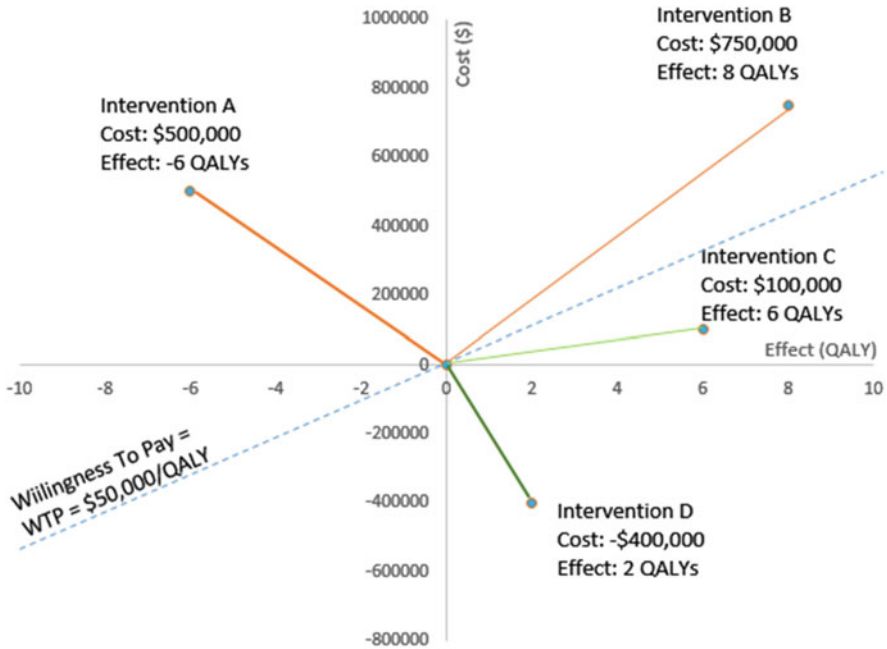 1000000
Cost ($)
800000
600000
400000
200000
0
-200000
-400000
-600000
-800000
Intervention A
Cost: $500,000
Effect: -6 QALYs
Intervention B
Cost: $750,000
Effect: 8 QALYs
Intervention C
Cost: $100,000
Effect: 6 QALYs
Effect (QALY)
-10 -8 -6 -4 -2 0 2 4 6 8 10
Wiilingness To Pay =
WTP = $50,000/QALY
Intervention D
Cost: -$400,000
Effect: 2 QALYs